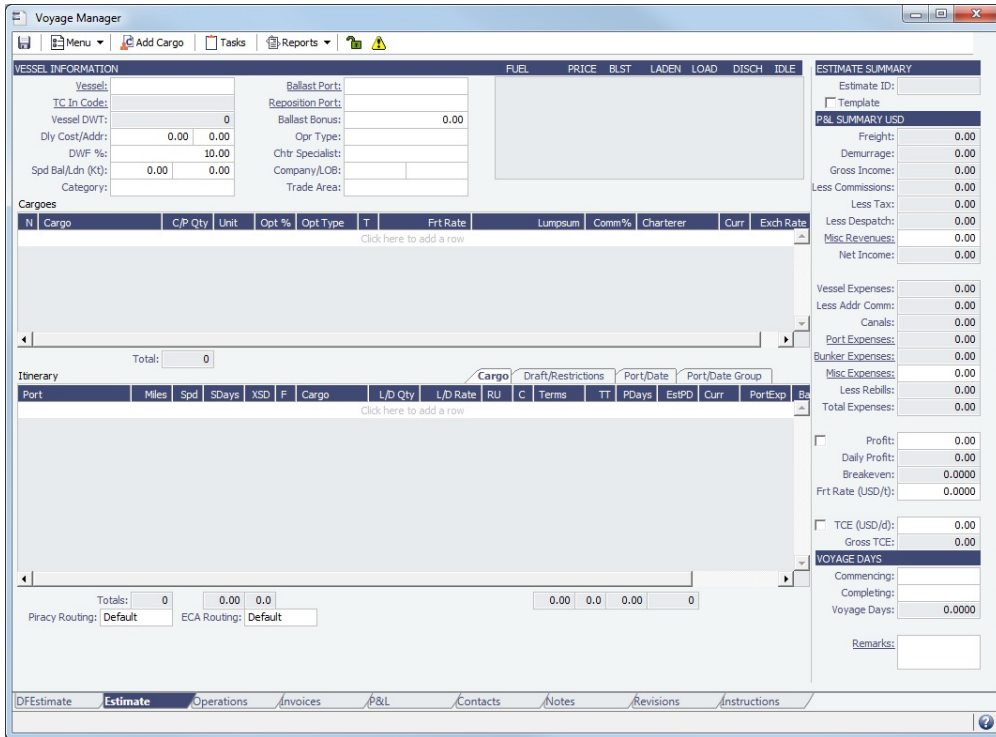 Voyage Manager
Menu Add Cargo Tasks Reports
VESSEL INFORMATION FUEL PRICE BLST LADEN LOAD DISCH IDLE
Vessel: Ballast Port:
TC In Code: Reposition Port:
Vessel DWT: 0 Ballast Bonus: 0.00
Dly Cost/Addr: 0.00 0.00 Opr Type:
DWF %: 10.00 Chtr Specialist:
Spd Bal/Ldn (Kt): 0.00 0.00 Company/LOB:
Category: Trade Area:
Cargoes
N Cargo C/P Qty Unit Opt % Opt Type T Frt Rate Lumpsum Comm% Charterer Curr Exch Rate
Click here to add a row
Total: 0
Itinerary Cargo Draft/Restrictions Port/Date Port/Date Group
Port Miles Spd SDays XSD F Cargo L/D Qty L/D Rate RU C Terms TT PDays EstPD Curr PortExp Ba
Click here to add a row
Totals: 0 0.00 0.0 0.00 0.0 0.00 0
Piracy Routing: Default ECA Routing: Default
ESTIMATE SUMMARY
Estimate ID:
Template
P&L SUMMARY USD
Freight: 0.00
Demurrage: 0.00
Gross Income: 0.00
Less Commissions: 0.00
Less Tax: 0.00
Less Despatch: 0.00
Misc Revenues: 0.00
Net Income: 0.00
Vessel Expenses: 0.00
Less Addr Comm: 0.00
Canals: 0.00
Port Expenses: 0.00
Bunker Expenses: 0.00
Misc Expenses: 0.00
Less Rebills: 0.00
Total Expenses: 0.00
Profit: 0.00
Daily Profit: 0.00
Breakeven: 0.0000
Frt Rate (USD/t): 0.0000
TCE (USD/d): 0.00
Gross TCE: 0.00
VOYAGE DAYS
Commencing:
Completing:
Voyage Days: 0.0000
Remarks:
DFEstimate Estimate Operations Invoices P&L Contacts Notes Revisions Instructions